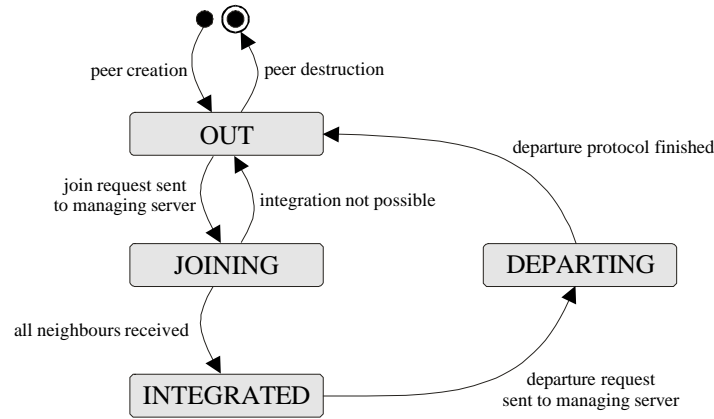 peer creation
peer destruction
OUT
departure protocol finished
join request sent
to managing server
integration not possible
JOINING
DEPARTING
all neighbours received
departure request
sent to managing server
INTEGRATED